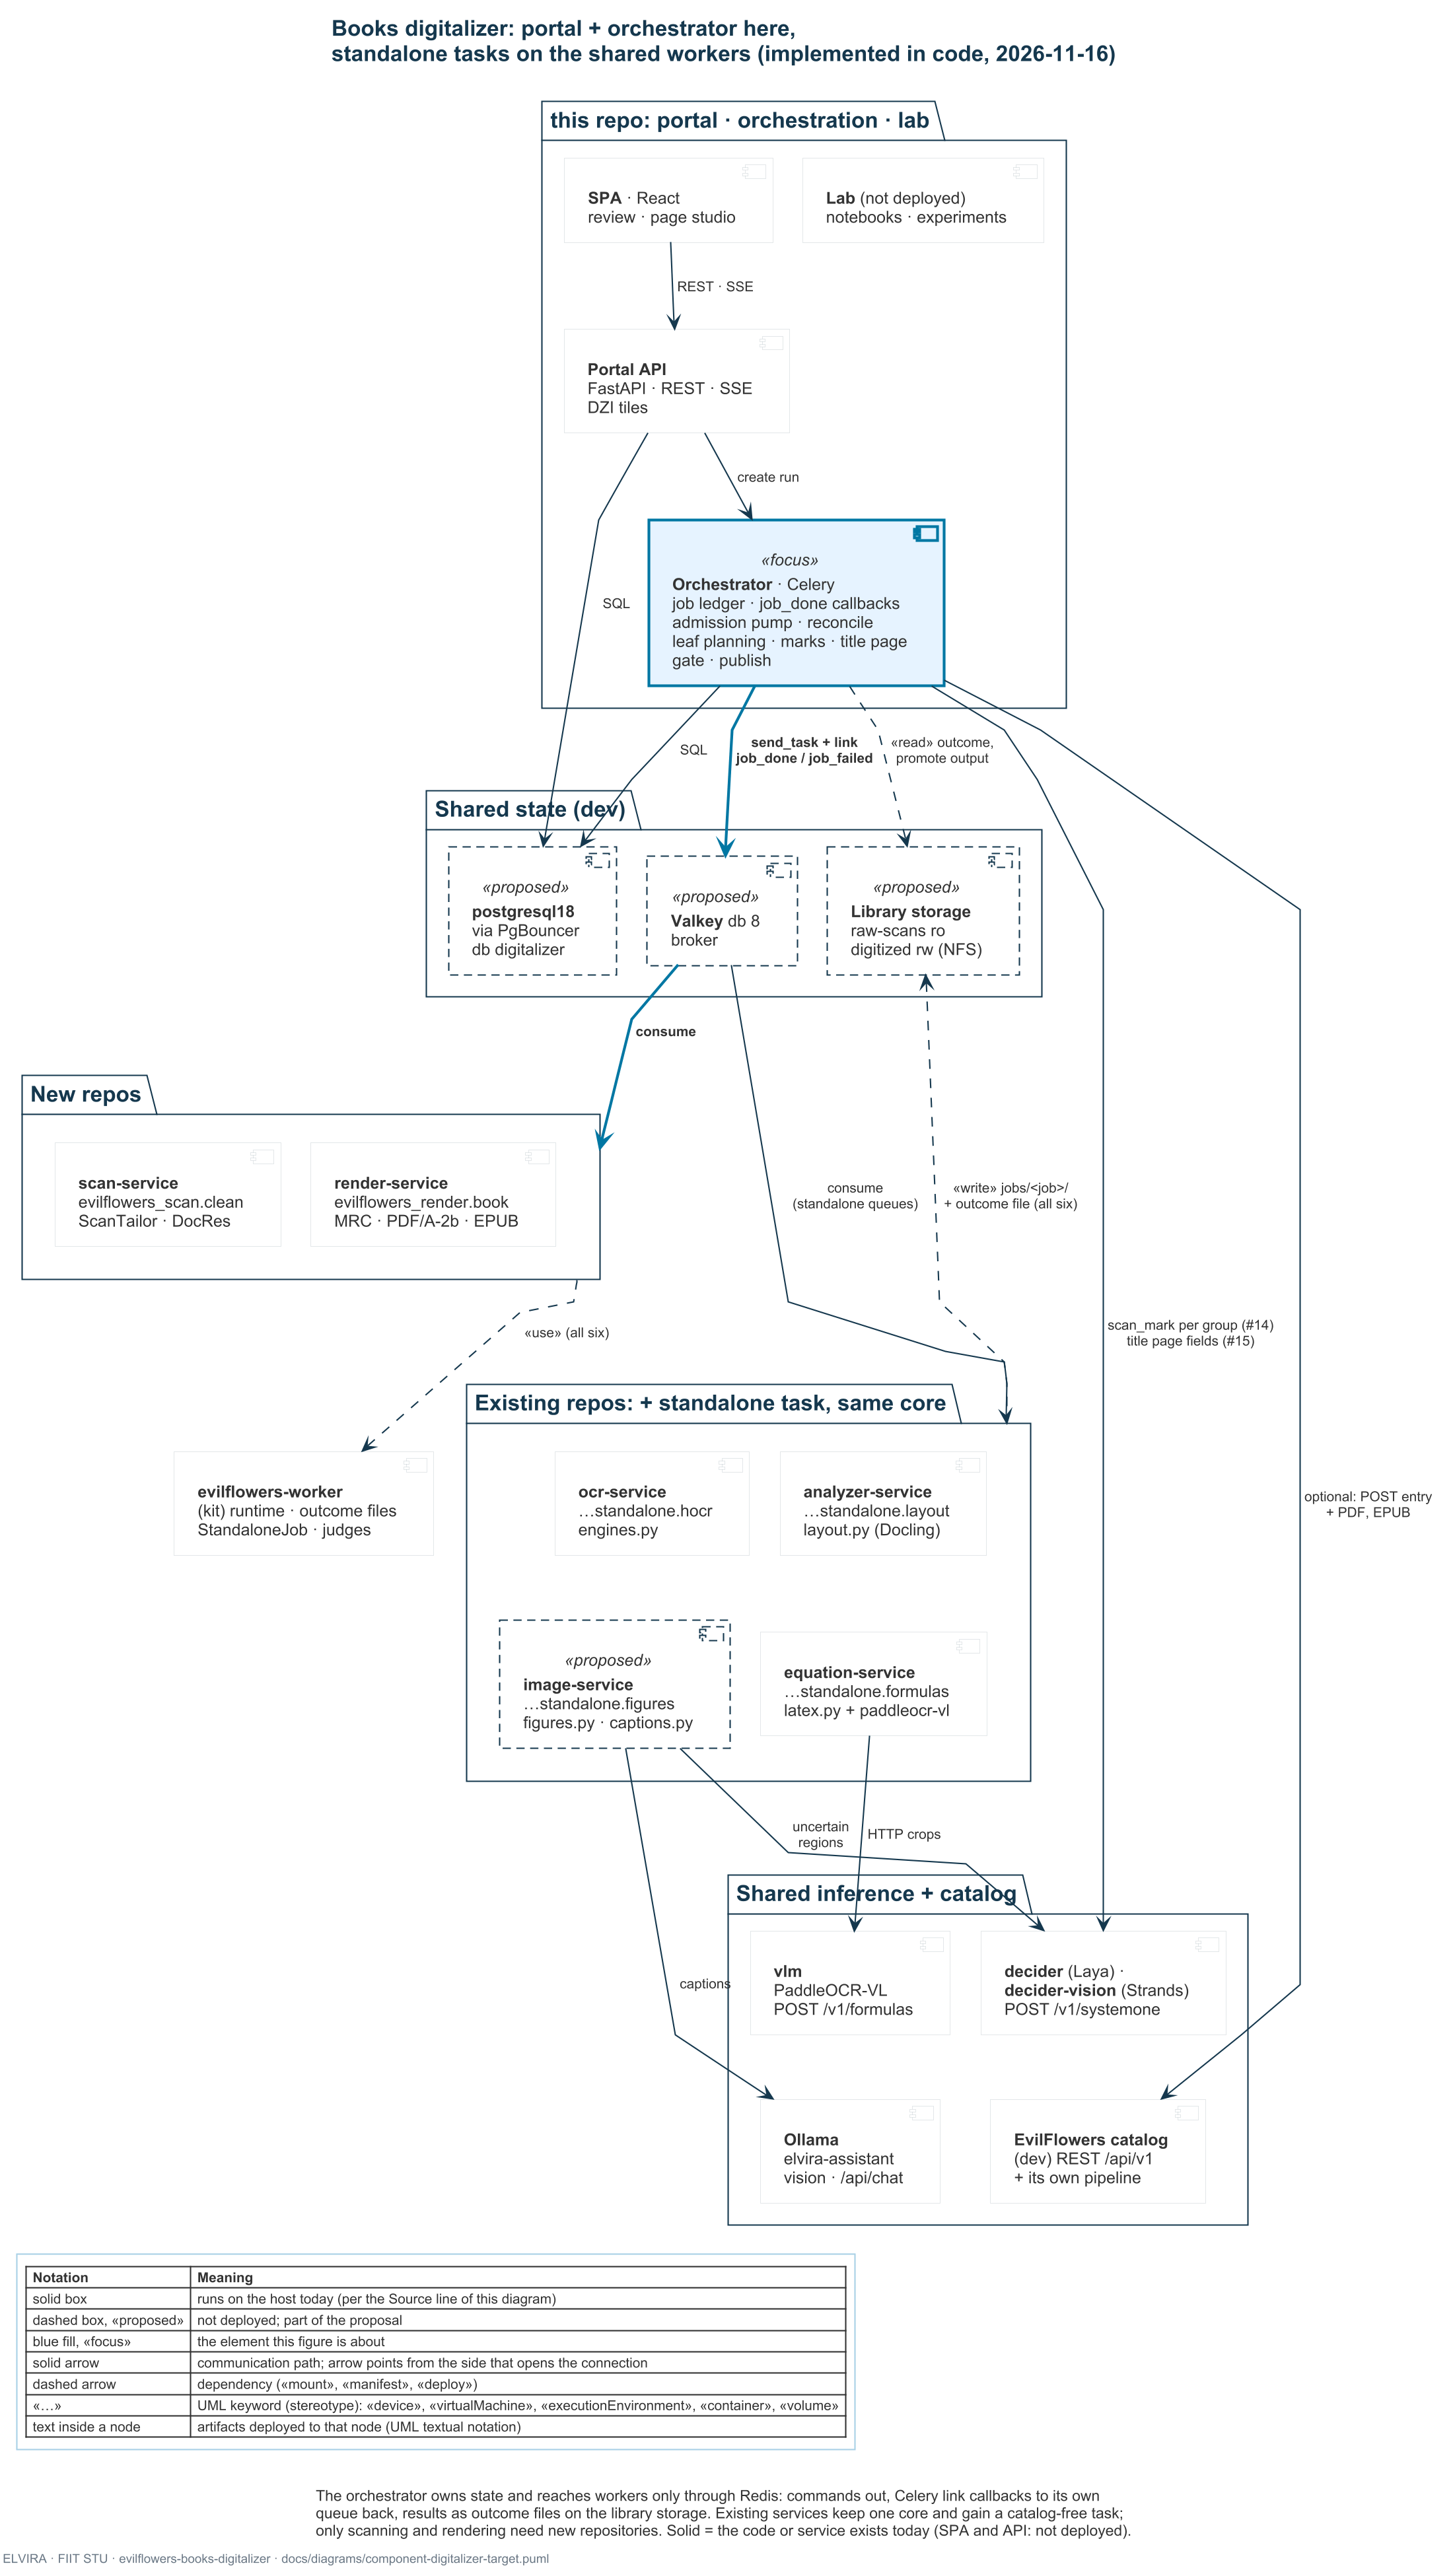 Books digitalizer: portal + orchestrator here,
standalone tasks on the shared workers (implemented in code, 2026-11-16)
this repo: portal · orchestration · lab
SPA · React
review · page studio
Lab (not deployed)
notebooks · experiments
REST · SSE
Portal API
FastAPI · REST · SSE
DZI tiles
create run
SQL
«focus»
Orchestrator · Celery
job ledger · job_done callbacks
admission pump · reconcile
leaf planning · marks · title page
gate · publish
SQL
send_task + link
job_done / job_failed
«read» outcome,
promote output
Shared state (dev)
«proposed»
postgresql18
via PgBouncer
db digitalizer
«proposed»
Valkey db 8
broker
«proposed»
Library storage
raw-scans ro
digitized rw (NFS)
consume
New repos
scan-service
evilflowers_scan.clean
ScanTailor · DocRes
render-service
evilflowers_render.book
MRC · PDF/A-2b · EPUB
consume
(standalone queues)
«write» jobs/<job>/
+ outcome file (all six)
«use» (all six)
scan_mark per group (#14)
title page fields (#15)
Existing repos: + standalone task, same core
evilflowers-worker
(kit) runtime · outcome files
StandaloneJob · judges
ocr-service
…standalone.hocr
engines.py
analyzer-service
…standalone.layout
layout.py (Docling)
optional: POST entry
+ PDF, EPUB
«proposed»
image-service
…standalone.figures
figures.py · captions.py
equation-service
…standalone.formulas
latex.py + paddleocr-vl
uncertain
regions
HTTP crops
Shared inference + catalog
captions
vlm
PaddleOCR-VL
POST /v1/formulas
decider (Laya) ·
decider-vision (Strands)
POST /v1/systemone
Ollama
elvira-assistant
vision · /api/chat
EvilFlowers catalog
(dev) REST /api/v1
+ its own pipeline
Notation Meaning
solid box runs on the host today (per the Source line of this diagram)
dashed box, «proposed» not deployed; part of the proposal
blue fill, «focus» the element this figure is about
solid arrow communication path; arrow points from the side that opens the connection
dashed arrow dependency («mount», «manifest», «deploy»)
«…» UML keyword (stereotype): «device», «virtualMachine», «executionEnvironment», «container», «volume»
text inside a node artifacts deployed to that node (UML textual notation)
The orchestrator owns state and reaches workers only through Redis: commands out, Celery link callbacks to its own
queue back, results as outcome files on the library storage. Existing services keep one core and gain a catalog-free task;
only scanning and rendering need new repositories. Solid = the code or service exists today (SPA and API: not deployed).
ELVIRA · FIIT STU · evilflowers-books-digitalizer · docs/diagrams/component-digitalizer-target.puml